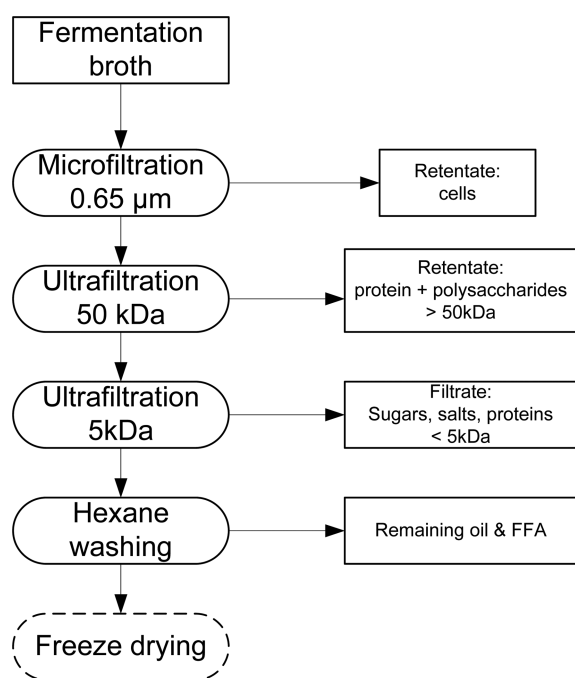 Fermentation
broth
Microfiltration
0.65 µm
Retentate:
cells
Ultrafiltration
50 kDa
Retentate:
protein + polysaccharides
> 50kDa
Ultrafiltration
5kDa
Filtrate:
Sugars, salts, proteins
< 5kDa
Hexane
washing
Remaining oil & FFA
Freeze drying